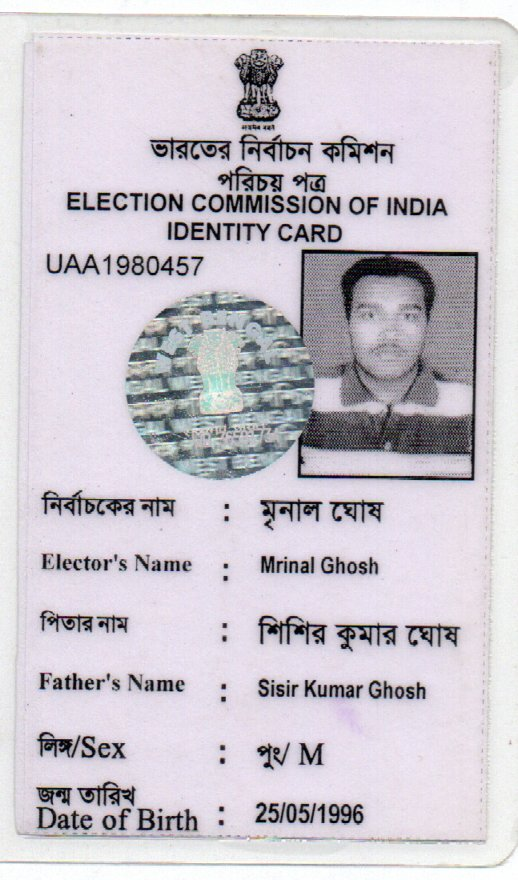 ভারতের নির্বাচন কমিশন
পরিচয় পত্র
ELECTION COMMISSION OF INDIA
IDENTITY CARD
UAA1980457
নির্বাচকের নাম : মৃনাল ঘোষ
Elector's Name : Mrinal Ghosh
পিতার নাম : শিশির কুমার ঘোষ
Father's Name : Sisir Kumar Ghosh
লিঙ্গ/Sex : পুং/ M
জন্ম তারিখ
Date of Birth : 25/05/1996